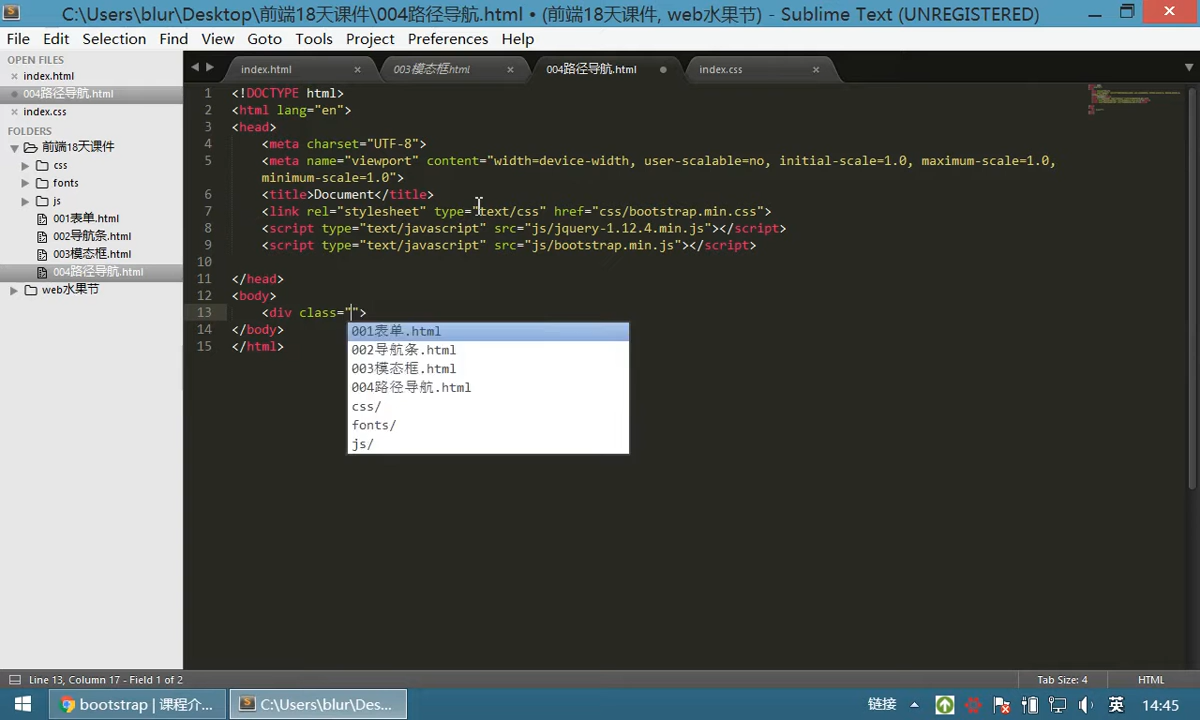 C:\Users\blur\Desktop\前端18天课件\004路径导航.html • (前端18天课件, web水果节) - Sublime Text (UNREGISTERED)
File Edit Selection Find View Goto Tools Project Preferences Help
OPEN FILES
index.html
004路径导航.html
index.css
FOLDERS
前端18天课件
css
fonts
js
001表单.html
002导航条.html
003模态框.html
004路径导航.html
web水果节
index.html 003模态框html 004路径导航.html index.css
1 <!DOCTYPE html>
2 <html lang="en">
3 <head>
4 <meta charset="UTF-8">
5 <meta name="viewport" content="width=device-width, user-scalable=no, initial-scale=1.0, maximum-scale=1.0,
minimum-scale=1.0">
6 <title>Document</title>
7 <link rel="stylesheet" type="text/css" href="css/bootstrap.min.css">
8 <script type="text/javascript" src="js/jquery-1.12.4.min.js"></script>
9 <script type="text/javascript" src="js/bootstrap.min.js"></script>
10
11 </head>
12 <body>
13 <div class="">
14 </body>
15 </html>
001表单.html
002导航条.html
003模态框.html
004路径导航.html
css/
fonts/
js/
Line 13, Column 17 - Field 1 of 2 Tab Size: 4 HTML
bootstrap | 课程介... C:\Users\blur\Des... 链接 英 14:45